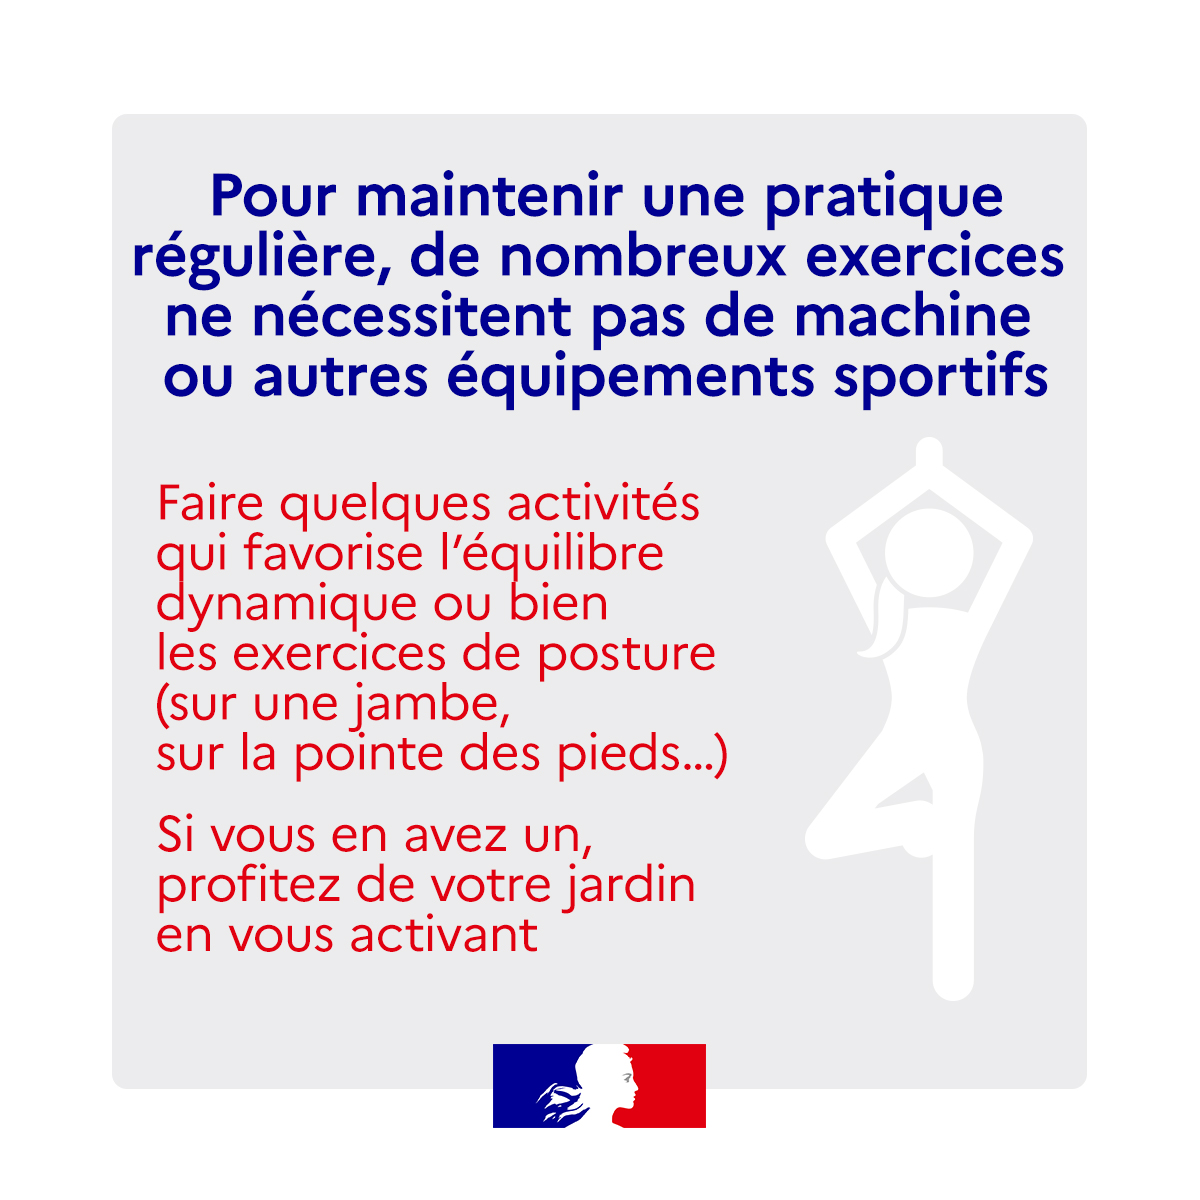 Pour maintenir une pratique
régulière, de nombreux exercices
ne nécessitent pas de machine
ou autres équipements sportifs
Faire quelques activités
qui favorise l’équilibre
dynamique ou bien
les exercices de posture
(sur une jambe,
sur la pointe des pieds...)
Si vous en avez un,
profitez de votre jardin
en vous activant